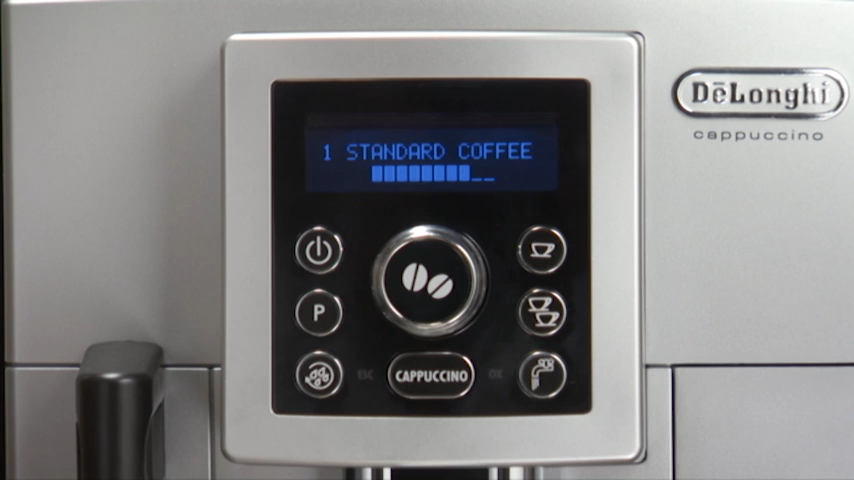 DēLonghi
cappuccino
1 STANDARD COFFEE
P
ESC
CAPPUCCINO
OK